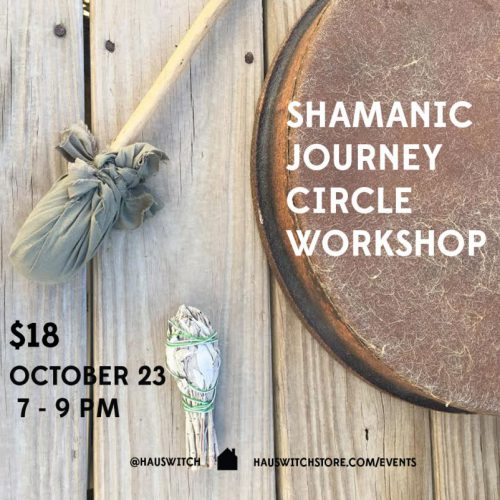 SHAMANIC
JOURNEY
CIRCLE
WORKSHOP
$18
OCTOBER 23
7 - 9 PM
@HAUSWITCH
HAUSWITCHSTORE.COM/EVENTS